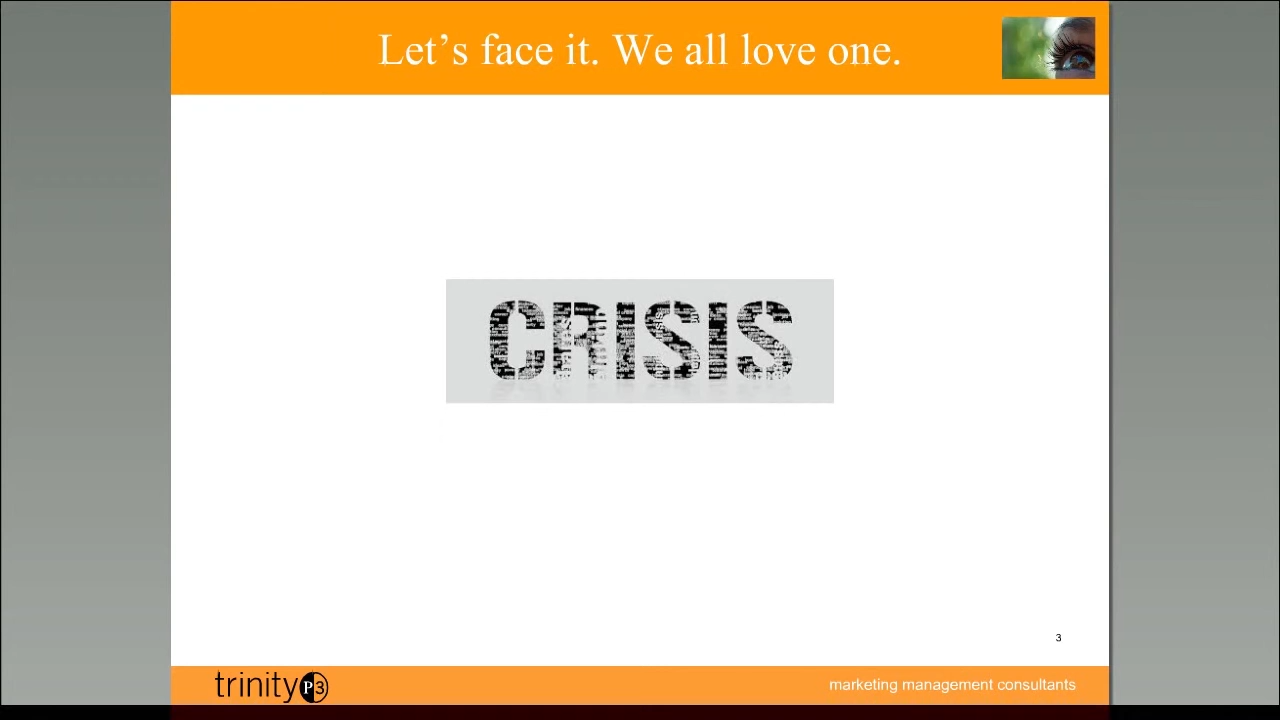 Let’s face it. We all love one.
CRISIS
3
trinity P3
marketing management consultants